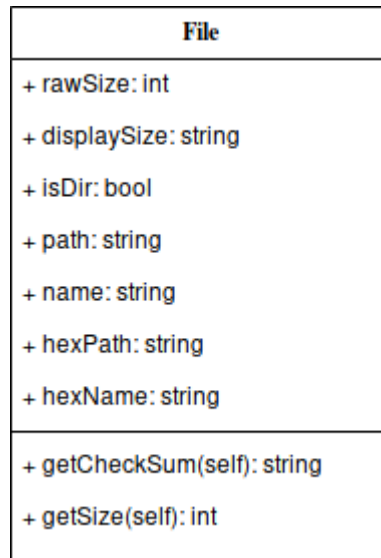 File
+ rawSize: int
+ displaySize: string
+ isDir: bool
+ path: string
+ name: string
+ hexPath: string
+ hexName: string
+ getCheckSum(self): string
+ getSize(self): int